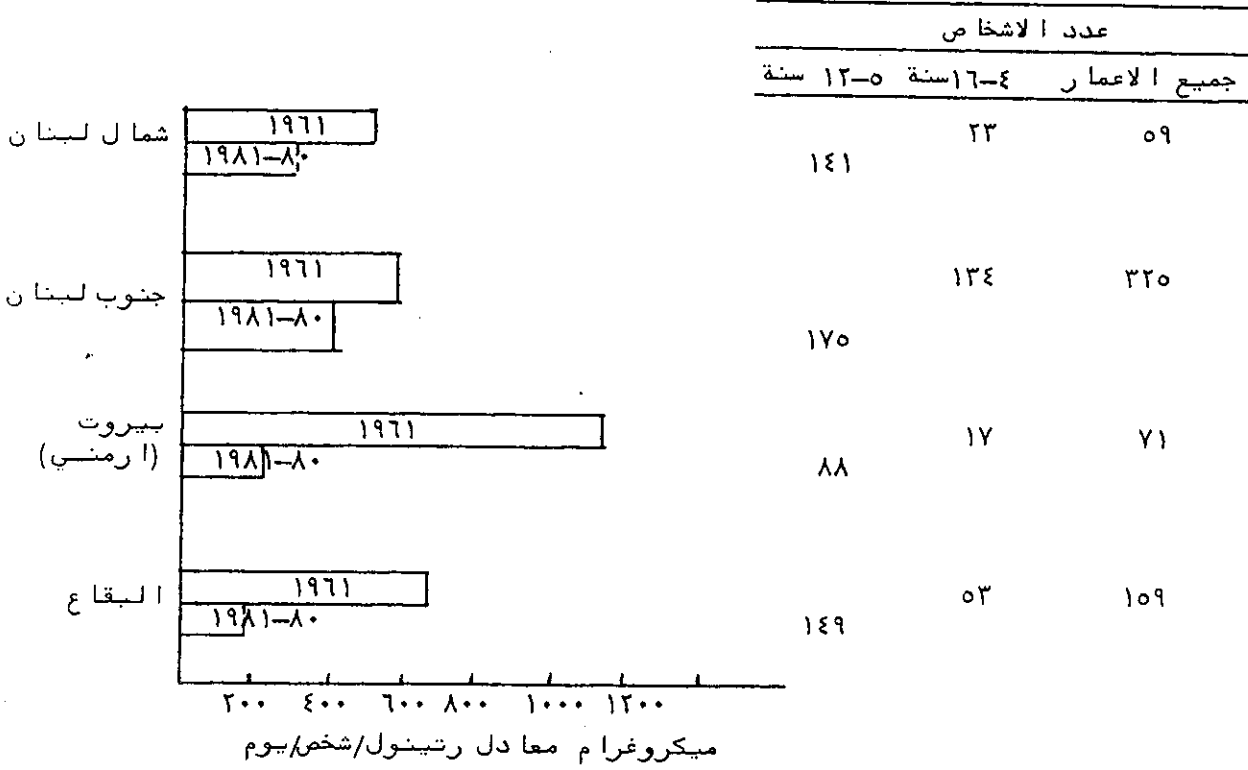 عدد الاشخاص
جميع الاعمار ٤-١٦سنة ٥-١٢ سنة
شمال لبنان ١٩٦١ ٢٣ ٥٩
٨٠-١٩٨١ ١٤١
جنوب لبنان ١٩٦١ ١٣٤ ٣٢٥
٨٠-١٩٨١ ١٧٥
بيروت ١٩٦١ ١٧ ٧١
(ارمني) ٨٠-١٩٨١ ٨٨
البقاع ١٩٦١ ٥٣ ١٥٩
٨٠-١٩٨١ ١٤٩
٢٠٠ ٤٠٠ ٦٠٠ ٨٠٠ ١٠٠٠ ١٢٠٠
ميكروغرام معادل رتينول/شخص/يوم